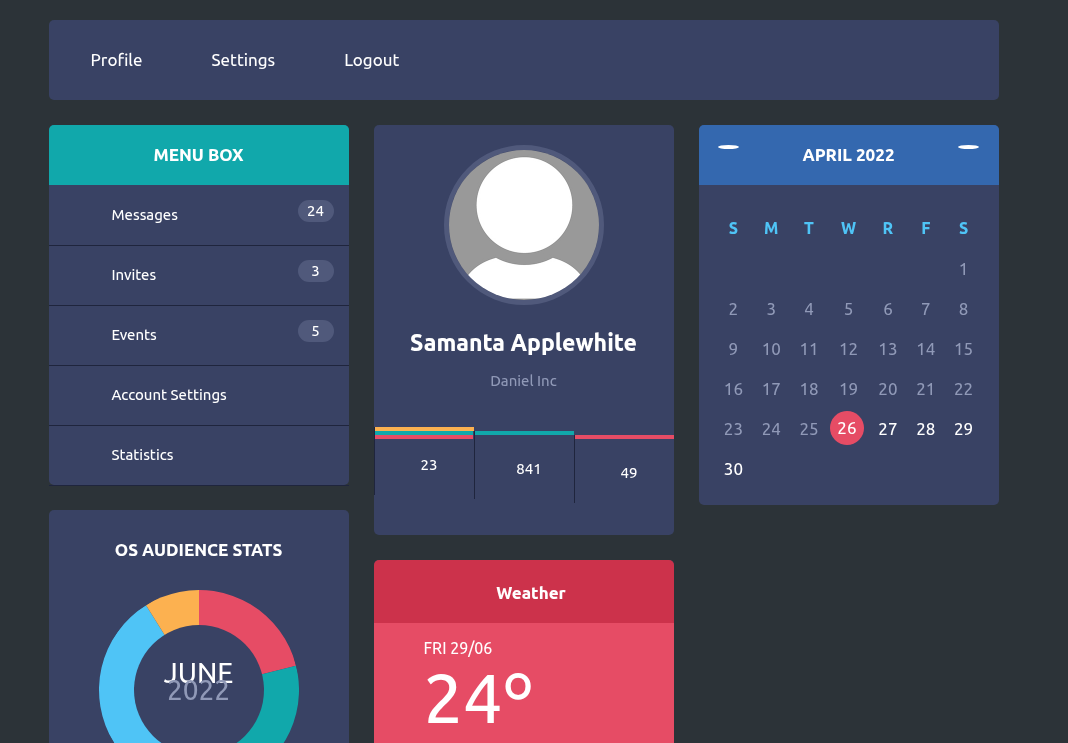 Profile Settings Logout
MENU BOX
Messages 24
Invites 3
Events 5
Account Settings
Statistics
OS AUDIENCE STATS
JUNE
2022
Samanta Applewhite
Daniel Inc
23 841 49
Weather
FRI 29/06
24°
APRIL 2022
S M T W R F S
1
2 3 4 5 6 7 8
9 10 11 12 13 14 15
16 17 18 19 20 21 22
23 24 25 26 27 28 29
30